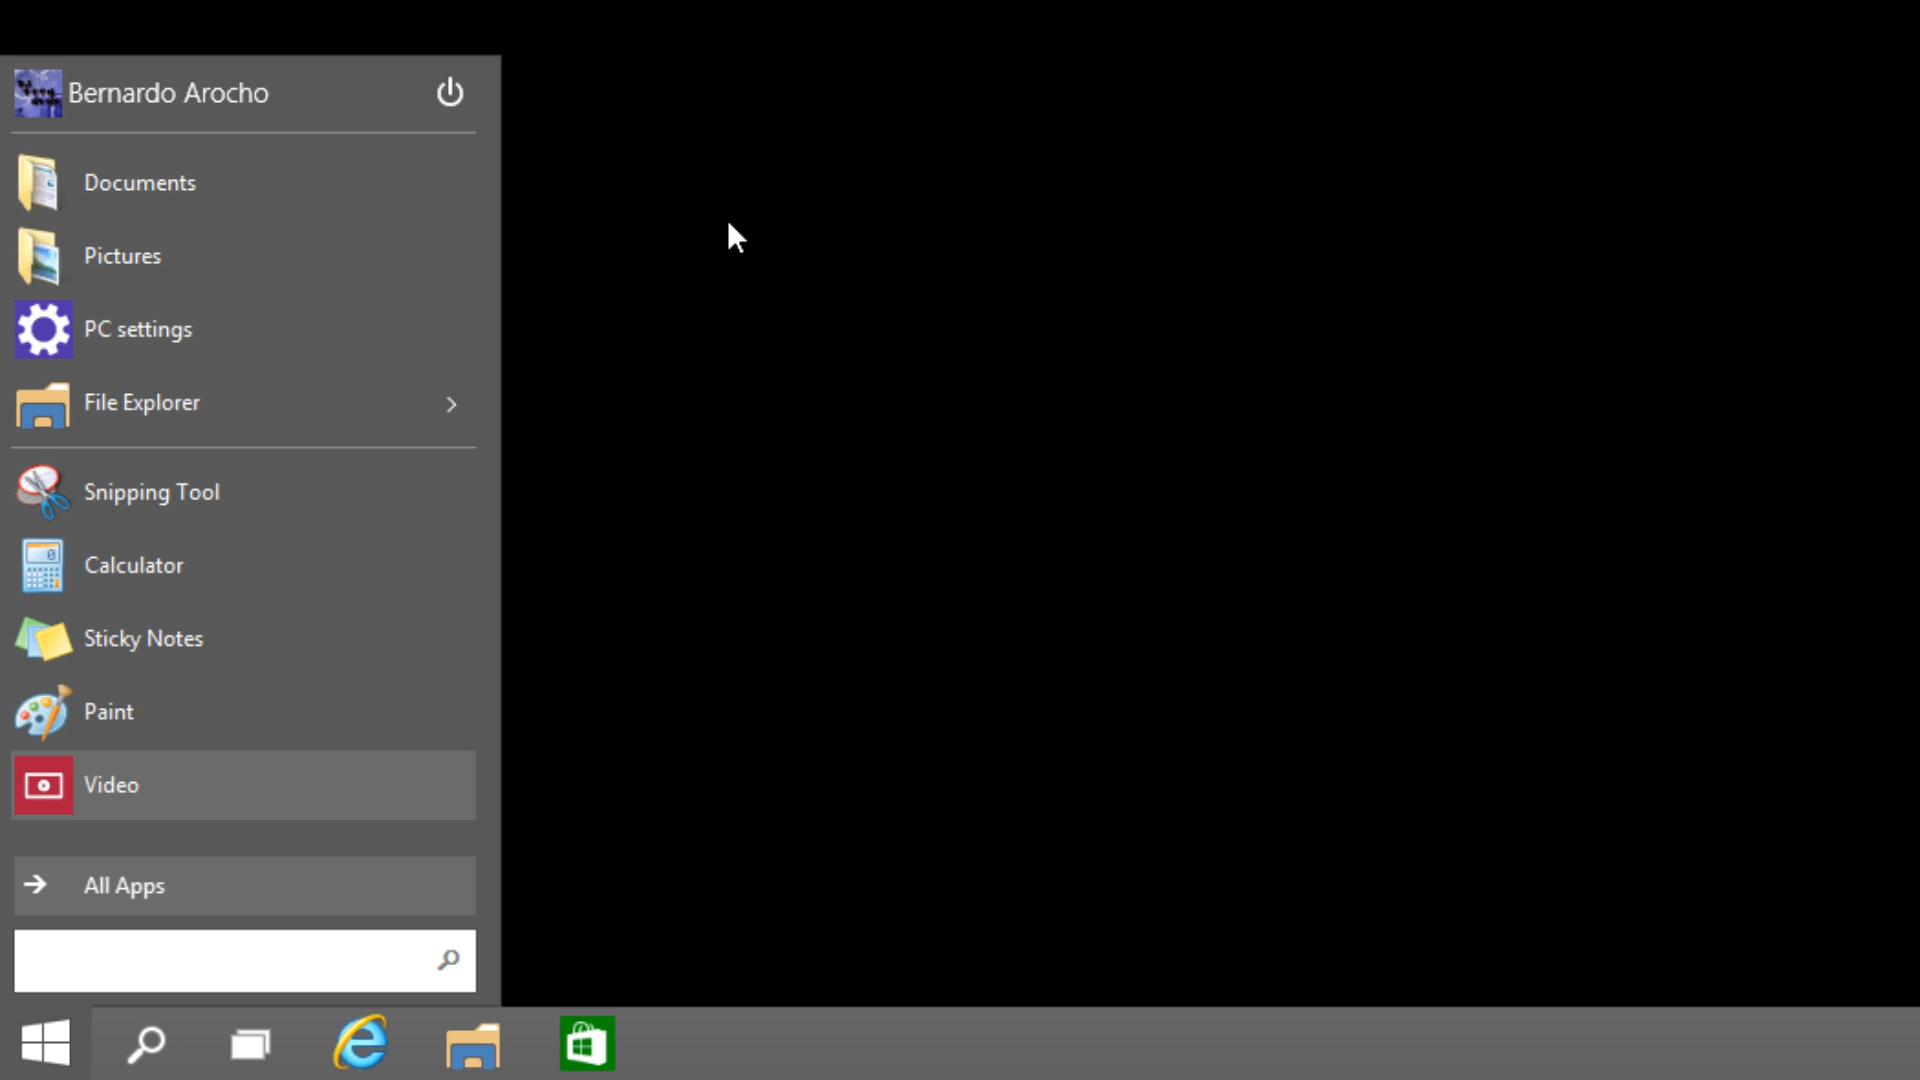 Bernardo Arocho
Documents
Pictures
PC settings
File Explorer
Snipping Tool
Calculator
Sticky Notes
Paint
Video
All Apps